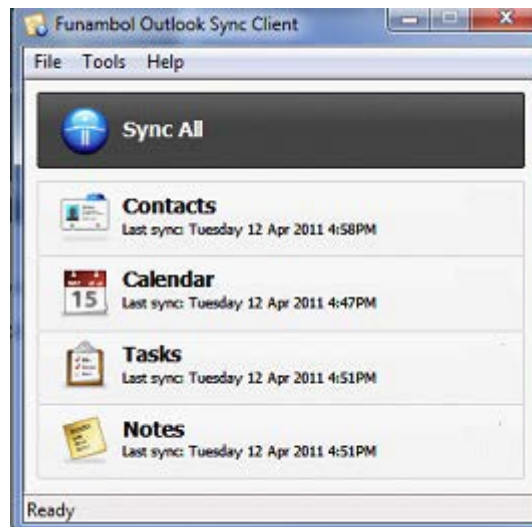 Funambol Outlook Sync Client
File Tools Help
Sync All
Contacts
Last sync: Tuesday 12 Apr 2011 4:58PM
15
Calendar
Last sync: Tuesday 12 Apr 2011 4:47PM
Tasks
Last sync: Tuesday 12 Apr 2011 4:51PM
Notes
Last sync: Tuesday 12 Apr 2011 4:51PM
Ready